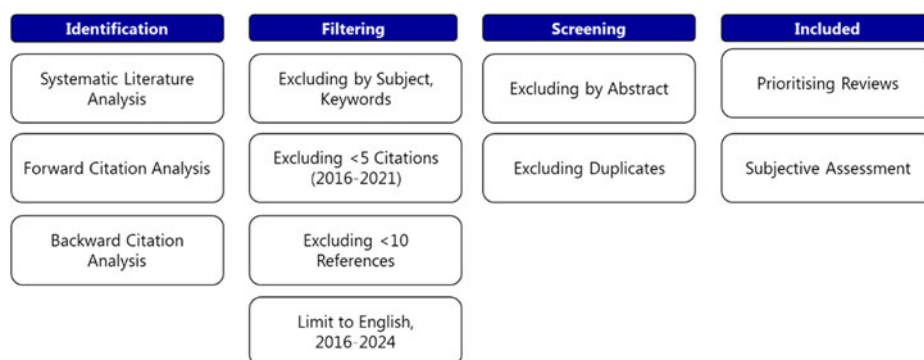 Identification
Systematic Literature
Analysis
Forward Citation Analysis
Backward Citation
Analysis
Filtering
Excluding by Subject,
Keywords
Excluding <5 Citations
(2016-2021)
Excluding <10
References
Limit to English,
2016-2024
Screening
Excluding by Abstract
Excluding Duplicates
Included
Prioritising Reviews
Subjective Assessment